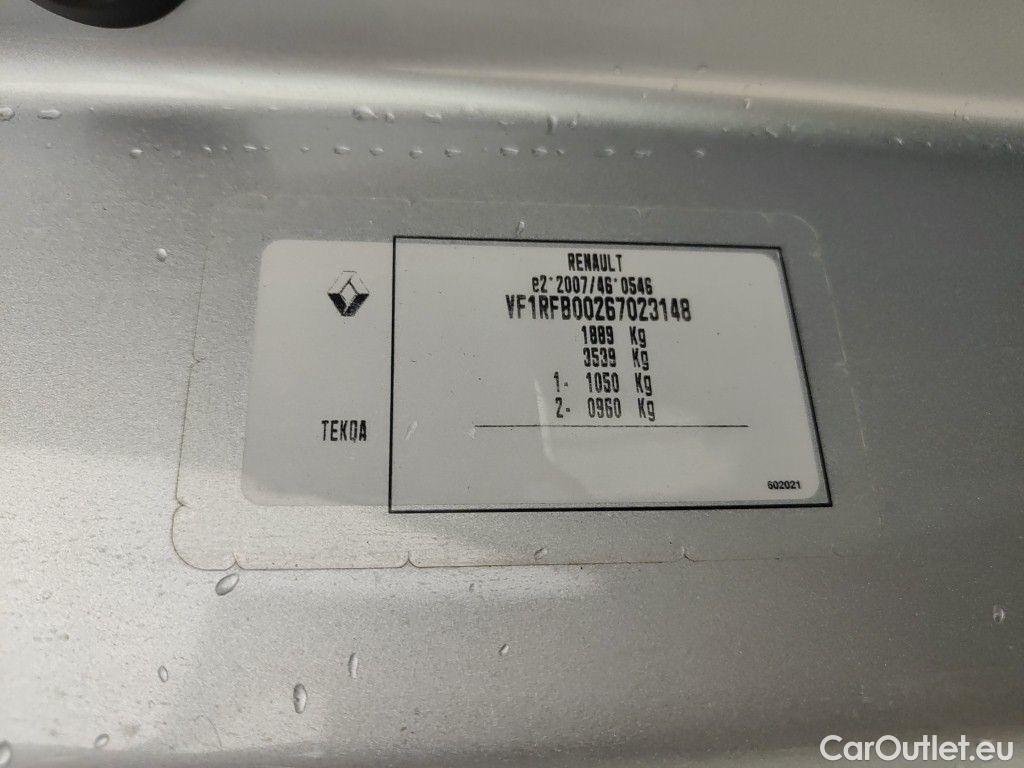 RENAULT
e2*2007/46*0546
VF1RFB00267023148
1889 Kg
3539 Kg
1- 1050 Kg
2- 0960 Kg
TEKQA
602021
CarOutlet.eu